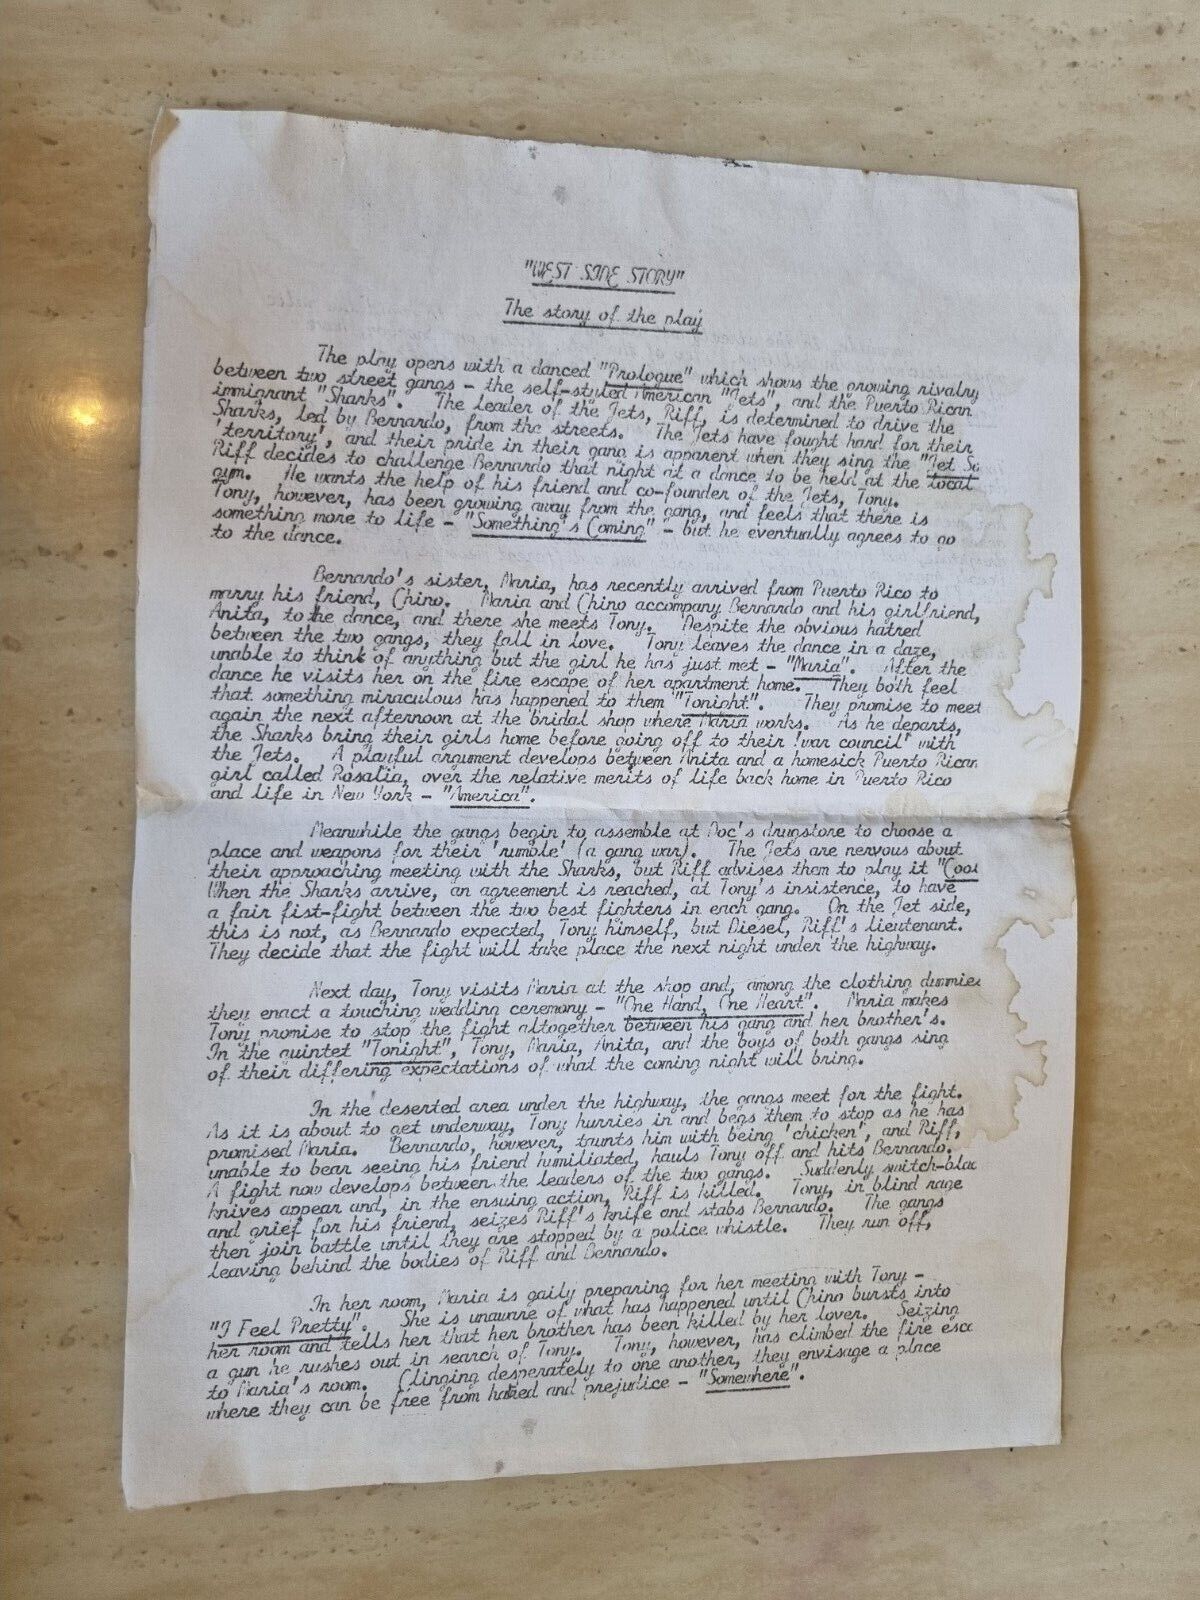 "WEST SIDE STORY"
The story of the play
The play opens with a danced "Prologue" which shows the growing rivalry
between two street gangs - the self-styled American "Jets", and the Puerto Rican
immigrant "Sharks". The leader of the Jets, Riff, is determined to drive the
Sharks, led by Bernardo, from the streets. The Jets have fought hard for their
'territory', and their pride in their gang is apparent when they sing the "Jet So
Riff decides to challenge Bernardo that night at a dance to be held at the local
gym. He wants the help of his friend and co-founder of the Jets, Tony.
Tony, however, has been growing away from the gang, and feels that there is
something more to life - "Something's Coming" - but he eventually agrees to go
to the dance.
Bernardo's sister, Maria, has recently arrived from Puerto Rico to
marry his friend, Chino. Maria and Chino accompany Bernardo and his girlfriend,
Anita, to the dance, and there she meets Tony. Despite the obvious hatred
between the two gangs, they fall in love. Tony leaves the dance in a daze,
unable to think of anything but the girl he has just met - "Maria". After the
dance he visits her on the fire escape of her apartment home. They both feel
that something miraculous has happened to them "Tonight". They promise to meet
again the next afternoon at the bridal shop where Maria works. As he departs,
the Sharks bring their girls home before going off to their 'war council' with
the Jets. A playful argument develops between Anita and a homesick Puerto Rican
girl called Rosalia, over the relative merits of life back home in Puerto Rico
and life in New York - "America".
Meanwhile the gangs begin to assemble at Doc's drugstore to choose a
place and weapons for their 'rumble' (a gang war). The Jets are nervous about
their approaching meeting with the Sharks, but Riff advises them to play it "Cool
When the Sharks arrive, an agreement is reached, at Tony's insistence, to have
a fair fist-fight between the two best fighters in each gang. On the Jet side,
this is not, as Bernardo expected, Tony himself, but Diesel, Riff's lieutenant.
They decide that the fight will take place the next night under the highway.
Next day, Tony visits Maria at the shop and, among the clothing dummies
they enact a touching wedding ceremony - "One Hand, One Heart". Maria makes
Tony promise to stop the fight altogether between his gang and her brother's.
In the quintet "Tonight", Tony, Maria, Anita, and the boys of both gangs sing
of their differing expectations of what the coming night will bring.
In the deserted area under the highway, the gangs meet for the fight.
As it is about to get underway, Tony hurries in and begs them to stop as he has
promised Maria. Bernardo, however, taunts him with being 'chicken', and Riff,
unable to bear seeing his friend humiliated, hauls Tony off and hits Bernardo.
A fight now develops between the leaders of the two gangs. Suddenly switch-blad
knives appear and, in the ensuing action, Riff is killed. Tony, in blind rage
and grief for his friend, seizes Riff's knife and stabs Bernardo. The gangs
then join battle until they are stopped by a police whistle. They run off,
leaving behind the bodies of Riff and Bernardo.
In her room, Maria is gaily preparing for her meeting with Tony -
"I Feel Pretty". She is unaware of what has happened until Chino bursts into
her room and tells her that her brother has been killed by her lover. Seizing
a gun he rushes out in search of Tony. Tony, however, has climbed the fire esca
to Maria's room. Clinging desperately to one another, they envisage a place
where they can be free from hatred and prejudice - "Somewhere".